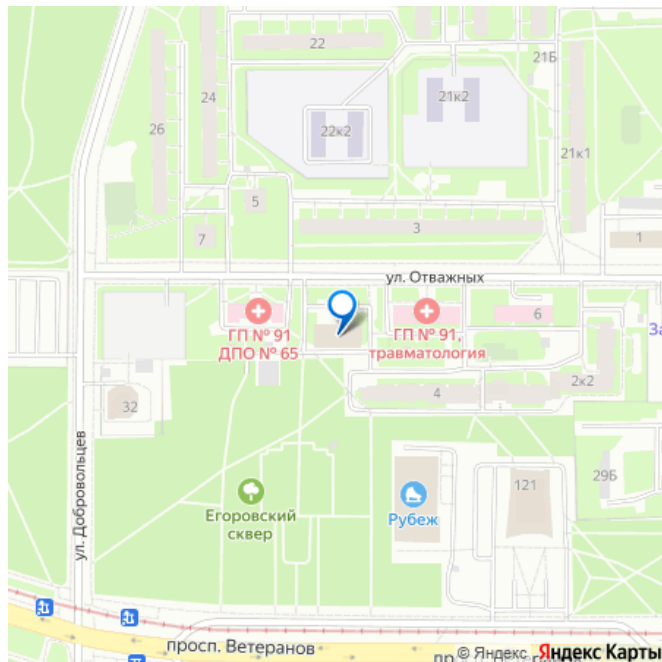 22
21Б
24
21к2
26
22к2
21к1
5
3
7
1
ул. Отважных
ГП № 91
ДПО № 65
ГП № 91,
травматология
6
За
2к2
4
32
ул. Добровольцев
Егоровский
сквер
Рубеж
121
29Б
просп. Ветеранов
© Яндекс
Яндекс Карты